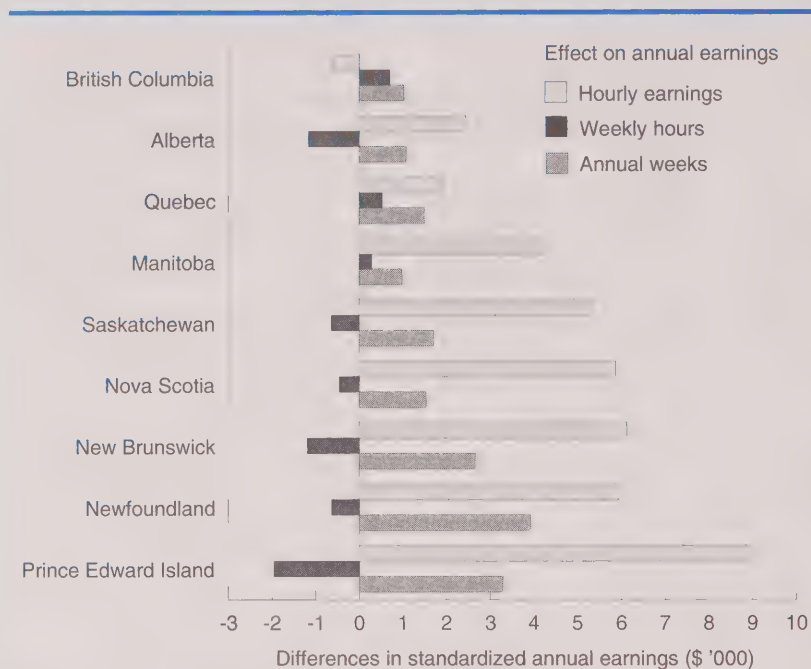 Effect on annual earnings
Hourly earnings
Weekly hours
Annual weeks
British Columbia
Alberta
Quebec
Manitoba
Saskatchewan
Nova Scotia
New Brunswick
Newfoundland
Prince Edward Island
-3 -2 -1 0 1 2 3 4 5 6 7 8 9 10
Differences in standardized annual earnings ($ '000)